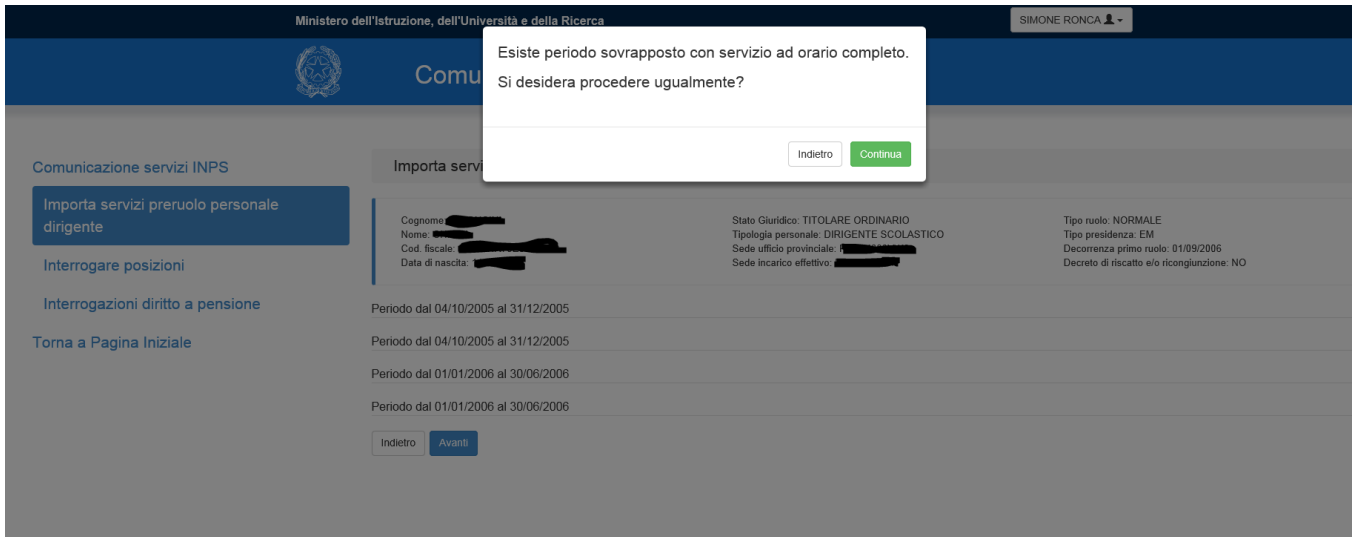 Ministero dell'Istruzione, dell'Università e della Ricerca
SIMONE RONCA
Comu
Esiste periodo sovrapposto con servizio ad orario completo.
Si desidera procedere ugualmente?
Indietro
Continua
Comunicazione servizi INPS
Importa servizi preruolo personale
dirigente
Interrogare posizioni
Interrogazioni diritto a pensione
Torna a Pagina Iniziale
Importa servi
Cognome:
Nome:
Cod. fiscale:
Data di nascita:
Stato Giuridico: TITOLARE ORDINARIO
Tipologia personale: DIRIGENTE SCOLASTICO
Sede ufficio provinciale:
Sede incarico effettivo:
Tipo ruolo: NORMALE
Tipo presidenza: EM
Decorrenza primo ruolo: 01/09/2006
Decreto di riscatto e/o ricongiunzione: NO
Periodo dal 04/10/2005 al 31/12/2005
Periodo dal 04/10/2005 al 31/12/2005
Periodo dal 01/01/2006 al 30/06/2006
Periodo dal 01/01/2006 al 30/06/2006
Indietro
Avanti